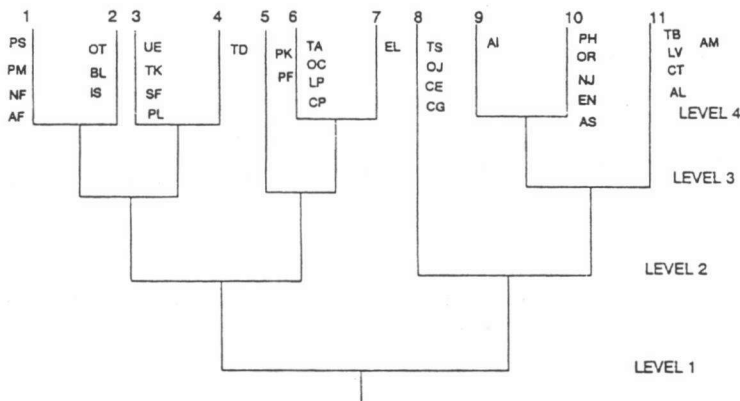 1 2 3 4 5 6 7 8 9 10 11
PS OT UE TD PK TA EL TS AI PH TB AM
PM BL TK PF OC OJ OR LV
NF IS SF LP CE NJ CT
AF PL CP CG EN AL
AS LEVEL 4
LEVEL 3
LEVEL 2
LEVEL 1